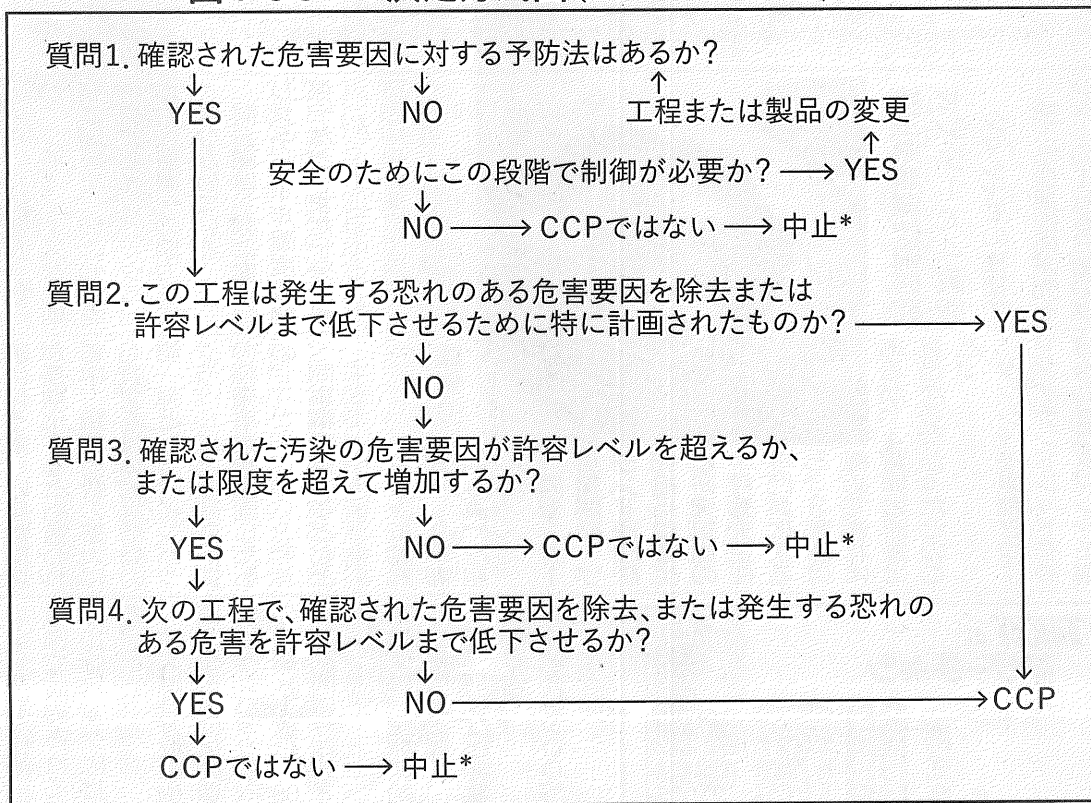 質問1. 確認された危害要因に対する予防法はあるか?
↓ ↓ ↑
YES NO 工程または製品の変更
↑
安全のためにこの段階で制御が必要か? → YES
↓
NO → CCPではない → 中止*
↓
質問2. この工程は発生する恐れのある危害要因を除去または
許容レベルまで低下させるために特に計画されたものか? → YES
↓
NO
↓
質問3. 確認された汚染の危害要因が許容レベルを超えるか、
または限度を超えて増加するか?
↓ ↓
YES NO → CCPではない → 中止*
↓
質問4. 次の工程で、確認された危害要因を除去、または発生する恐れの
ある危害を許容レベルまで低下させるか?
↓ ↓ ↓
YES NO → CCP
↓
CCPではない → 中止*